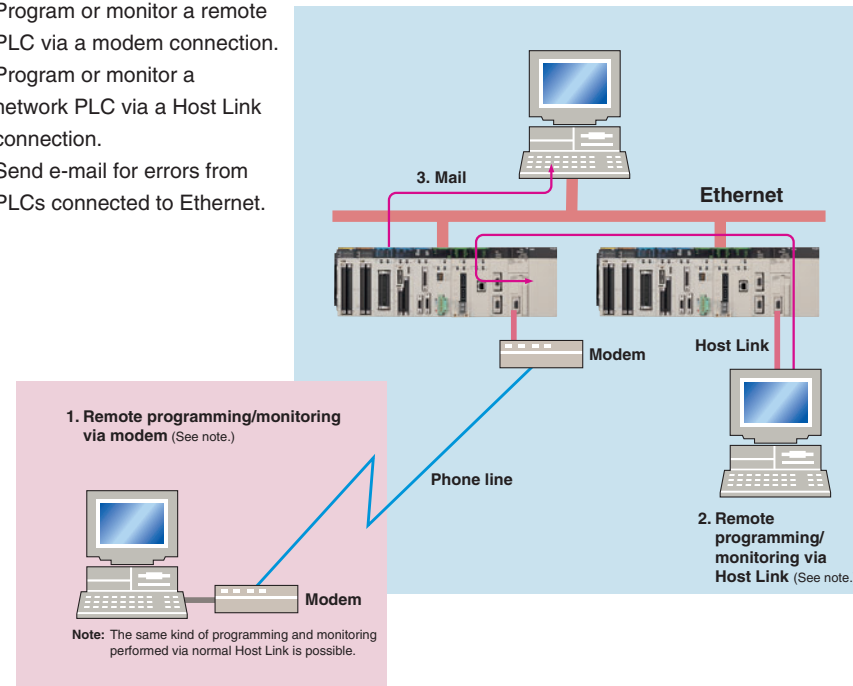 Program or monitor a remote
PLC via a modem connection.
Program or monitor a
network PLC via a Host Link
connection.
Send e-mail for errors from
PLCs connected to Ethernet.
3. Mail
Ethernet
Modem
Host Link
1. Remote programming/monitoring
via modem (See note.)
Phone line
2. Remote
programming/
monitoring via
Host Link (See note.
Modem
Note: The same kind of programming and monitoring
performed via normal Host Link is possible.